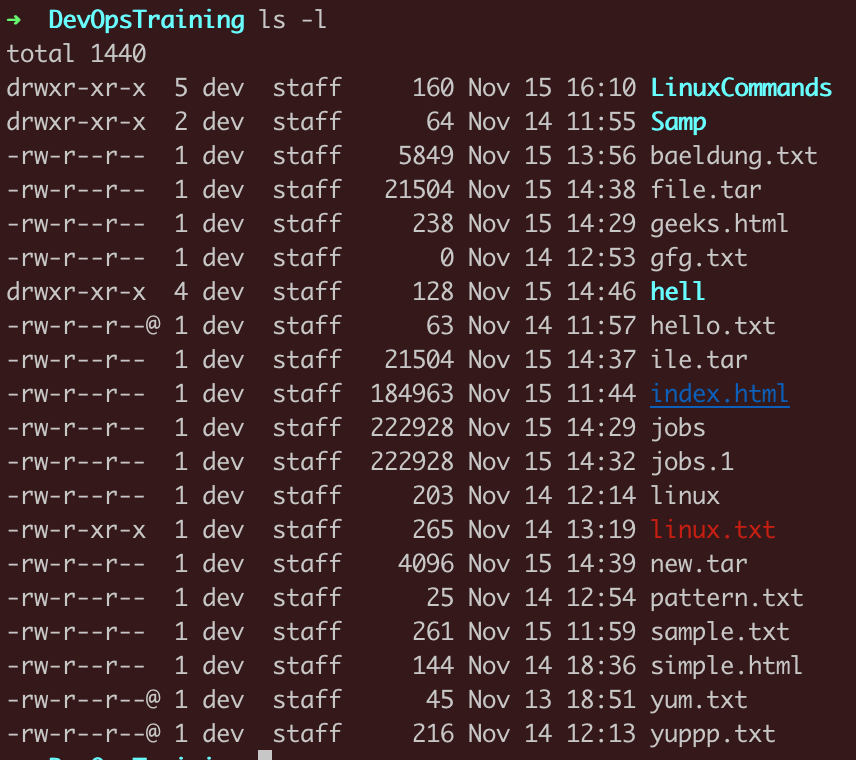 ➜  DevOpsTraining ls -l
total 1440
drwxr-xr-x  5 dev  staff     160 Nov 15 16:10 LinuxCommands
drwxr-xr-x  2 dev  staff      64 Nov 14 11:55 Samp
-rw-r--r--  1 dev  staff    5849 Nov 15 13:56 baeldung.txt
-rw-r--r--  1 dev  staff   21504 Nov 15 14:38 file.tar
-rw-r--r--  1 dev  staff     238 Nov 15 14:29 geeks.html
-rw-r--r--  1 dev  staff       0 Nov 14 12:53 gfg.txt
drwxr-xr-x  4 dev  staff     128 Nov 15 14:46 hell
-rw-r--r--@ 1 dev  staff      63 Nov 14 11:57 hello.txt
-rw-r--r--  1 dev  staff   21504 Nov 15 14:37 ile.tar
-rw-r--r--  1 dev  staff  184963 Nov 15 11:44 index.html
-rw-r--r--  1 dev  staff  222928 Nov 15 14:29 jobs
-rw-r--r--  1 dev  staff  222928 Nov 15 14:32 jobs.1
-rw-r--r--  1 dev  staff     203 Nov 14 12:14 linux
-rw-r-xr-x  1 dev  staff     265 Nov 14 13:19 linux.txt
-rw-r--r--  1 dev  staff    4096 Nov 15 14:39 new.tar
-rw-r--r--  1 dev  staff      25 Nov 14 12:54 pattern.txt
-rw-r--r--  1 dev  staff     261 Nov 15 11:59 sample.txt
-rw-r--r--  1 dev  staff     144 Nov 14 18:36 simple.html
-rw-r--r--@ 1 dev  staff      45 Nov 13 18:51 yum.txt
-rw-r--r--@ 1 dev  staff     216 Nov 14 12:13 yuppp.txt